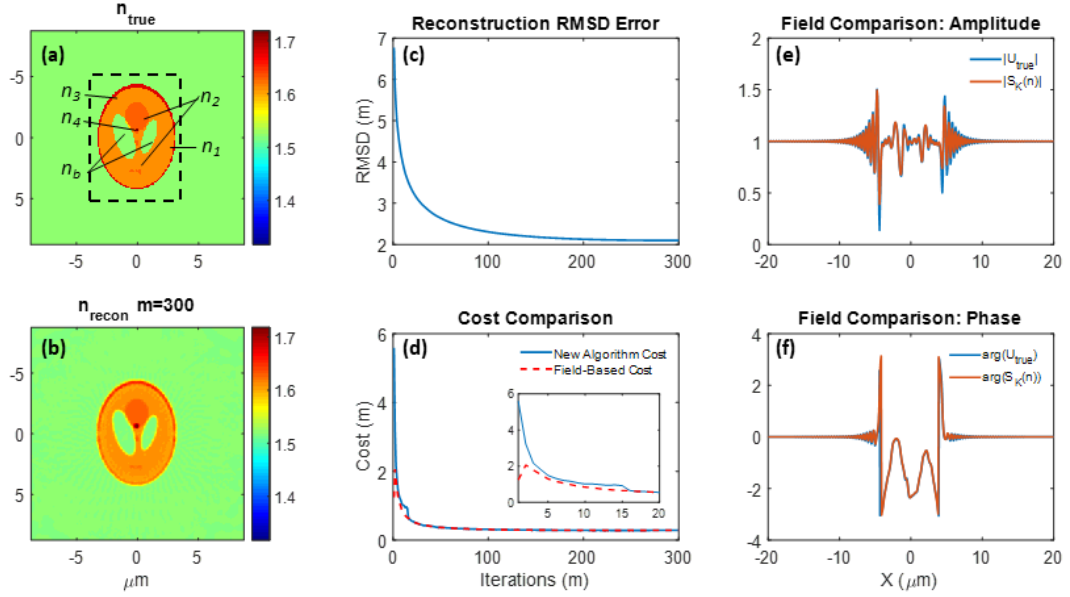 n_true
(a)
n_3
n_4
n_b
n_2
n_1
-5
0
5
-5
0
5
1.7
1.6
1.5
1.4
n_recon m=300
(b)
-5
0
5
-5
0
5
μm
1.7
1.6
1.5
1.4
Reconstruction RMSD Error
(c)
RMSD (m)
7
6
5
4
3
2
0
100
200
300
Cost Comparison
(d)
New Algorithm Cost
Field-Based Cost
Cost (m)
6
4
2
0
6
4
2
0
5
10
15
20
0
100
200
300
Iterations (m)
Field Comparison: Amplitude
(e)
|U_true|
|S_K(n)|
2
1.5
1
0.5
0
-20
-10
0
10
20
Field Comparison: Phase
(f)
arg(U_true)
arg(S_K(n))
4
2
0
-2
-4
-20
-10
0
10
20
X (μm)